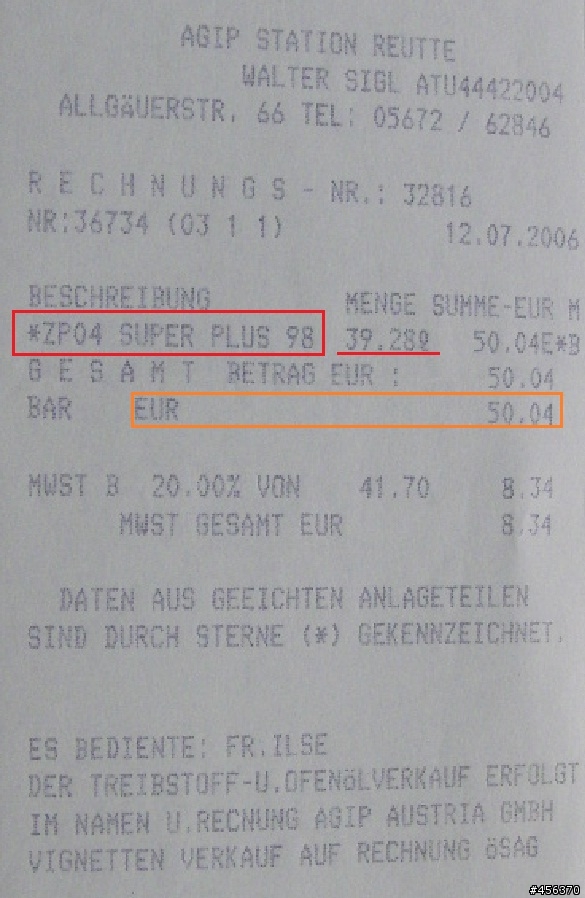 AGIP STATION REUTTE
WALTER SIGL ATU44422004
ALLGÄUERSTR. 66 TEL: 05672 / 62846
R E C H N U N G S - NR.: 32816
NR:36734 (03 1 1) 12.07.2006
BESCHREIBUNG MENGE SUMME-EUR M
*ZP04 SUPER PLUS 98 39.28ℓ 50.04E*B
G E S A M T BETRAG EUR : 50.04
BAR EUR 50.04
MWST B 20.00% VON 41.70 8.34
MWST GESAMT EUR 8.34
DATEN AUS GEEICHTEN ANLAGETEILEN
SIND DURCH STERNE (*) GEKENNZEICHNET.
ES BEDIENTE: FR.ILSE
DER TREIBSTOFF-U.OFENöLVERKAUF ERFOLGT
IM NAMEN U.RECNUNG AGIP AUSTRIA GMBH
VIGNETTEN VERKAUF AUF RECHNUNG öSAG
#456370